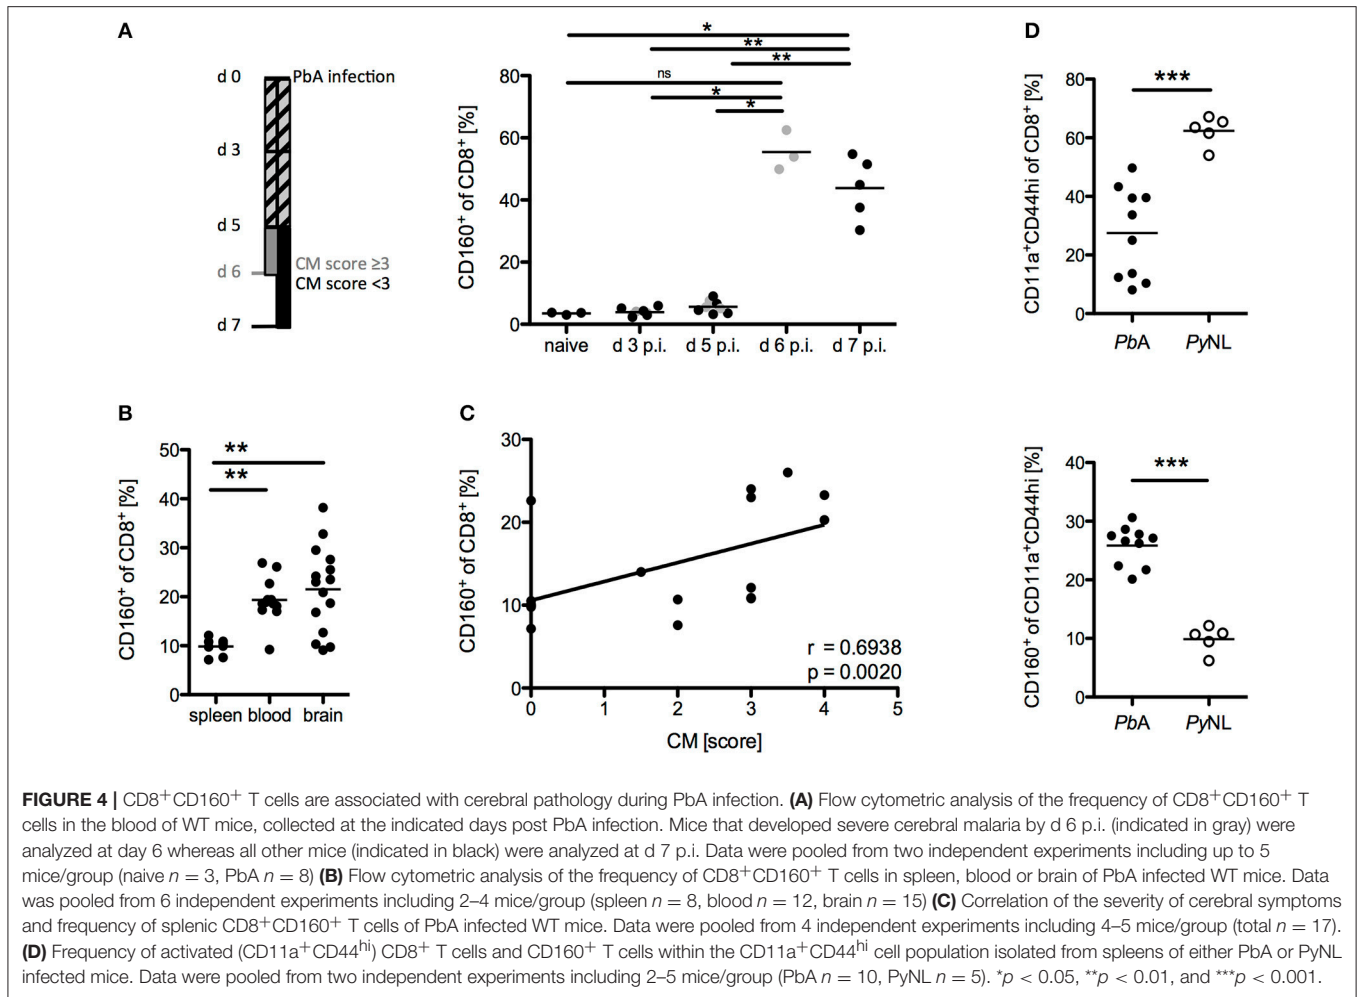 A
d 0
PbA infection
d 3
d 5
d 6
CM score ≥3
CM score <3
d 7
CD160+ of CD8+ [%]
80
60
40
20
0
*
**
**
ns
*
*
naive
d 3 p.i.
d 5 p.i.
d 6 p.i.
d 7 p.i.
D
CD11a+CD44hi of CD8+ [%]
80
60
40
20
0
***
PbA
PyNL
B
CD160+ of CD8+ [%]
50
40
30
20
10
0
**
**
spleen
blood
brain
C
CD160+ of CD8+ [%]
30
20
10
0
r = 0.6938
p = 0.0020
0
1
2
3
4
5
CM [score]
CD160+ of CD11a+CD44hi [%]
40
30
20
10
0
***
PbA
PyNL
FIGURE 4 | CD8+CD160+ T cells are associated with cerebral pathology during PbA infection. (A) Flow cytometric analysis of the frequency of CD8+CD160+ T
cells in the blood of WT mice, collected at the indicated days post PbA infection. Mice that developed severe cerebral malaria by d 6 p.i. (indicated in gray) were
analyzed at day 6 whereas all other mice (indicated in black) were analyzed at d 7 p.i. Data were pooled from two independent experiments including up to 5
mice/group (naive n = 3, PbA n = 8) (B) Flow cytometric analysis of the frequency of CD8+CD160+ T cells in spleen, blood or brain of PbA infected WT mice. Data
was pooled from 6 independent experiments including 2–4 mice/group (spleen n = 8, blood n = 12, brain n = 15) (C) Correlation of the severity of cerebral symptoms
and frequency of splenic CD8+CD160+ T cells of PbA infected WT mice. Data were pooled from 4 independent experiments including 4–5 mice/group (total n = 17).
(D) Frequency of activated (CD11a+CD44hi) CD8+ T cells and CD160+ T cells within the CD11a+CD44hi cell population isolated from spleens of either PbA or PyNL
infected mice. Data were pooled from two independent experiments including 2–5 mice/group (PbA n = 10, PyNL n = 5). *p < 0.05, **p < 0.01, and ***p < 0.001.